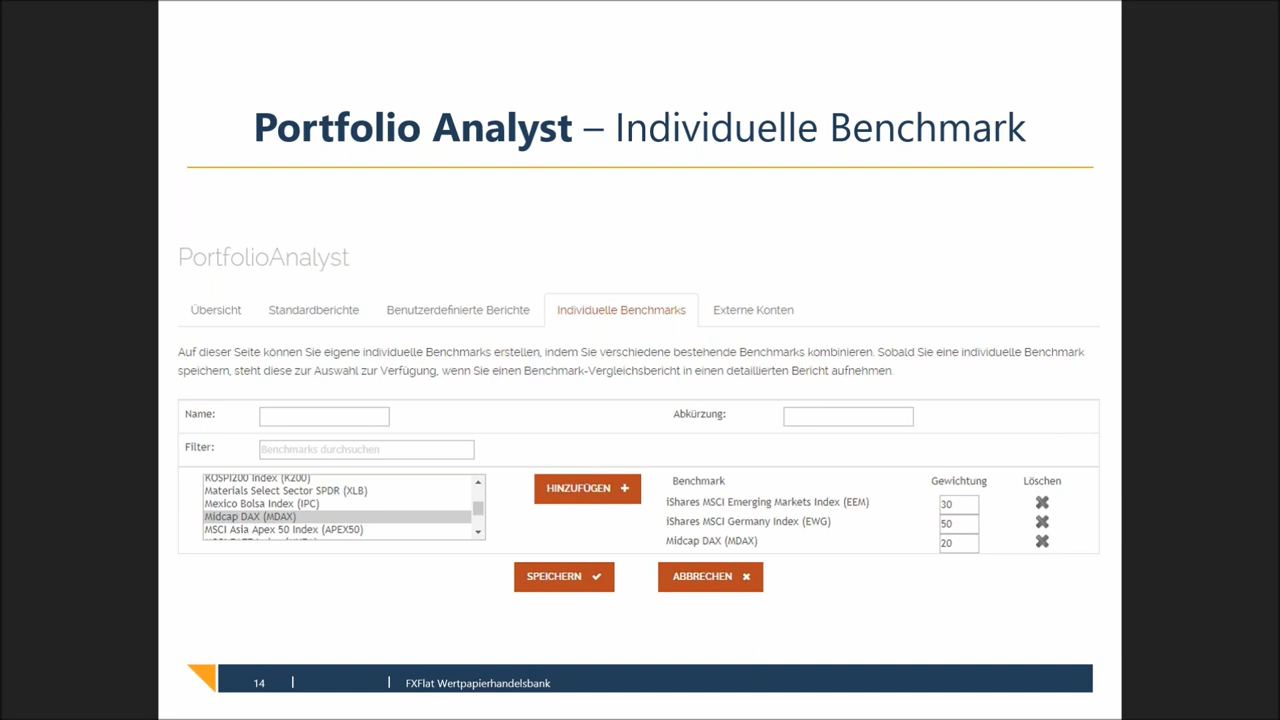 Portfolio Analyst – Individuelle Benchmark
PortfolioAnalyst
Übersicht Standardberichte Benutzerdefinierte Berichte Individuelle Benchmarks Externe Konten
Auf dieser Seite können Sie eigene individuelle Benchmarks erstellen, indem Sie verschiedene bestehende Benchmarks kombinieren. Sobald Sie eine individuelle Benchmark
speichern, steht diese zur Auswahl zur Verfügung, wenn Sie einen Benchmark-Vergleichsbericht in einen detaillierten Bericht aufnehmen.
Name: Abkürzung:
Filter: Benchmarks durchsuchen
KOSPI200 Index (K200)
Materials Select Sector SPDR (XLB)
Mexico Bolsa Index (IPC)
Midcap DAX (MDAX)
MSCI Asia Apex 50 Index (APEX50)
HINZUFÜGEN +
Benchmark Gewichtung Löschen
iShares MSCI Emerging Markets Index (EEM) 30
iShares MSCI Germany Index (EWG) 50
Midcap DAX (MDAX) 20
SPEICHERN ABBRECHEN
14 | | FXFlat Wertpapierhandelsbank